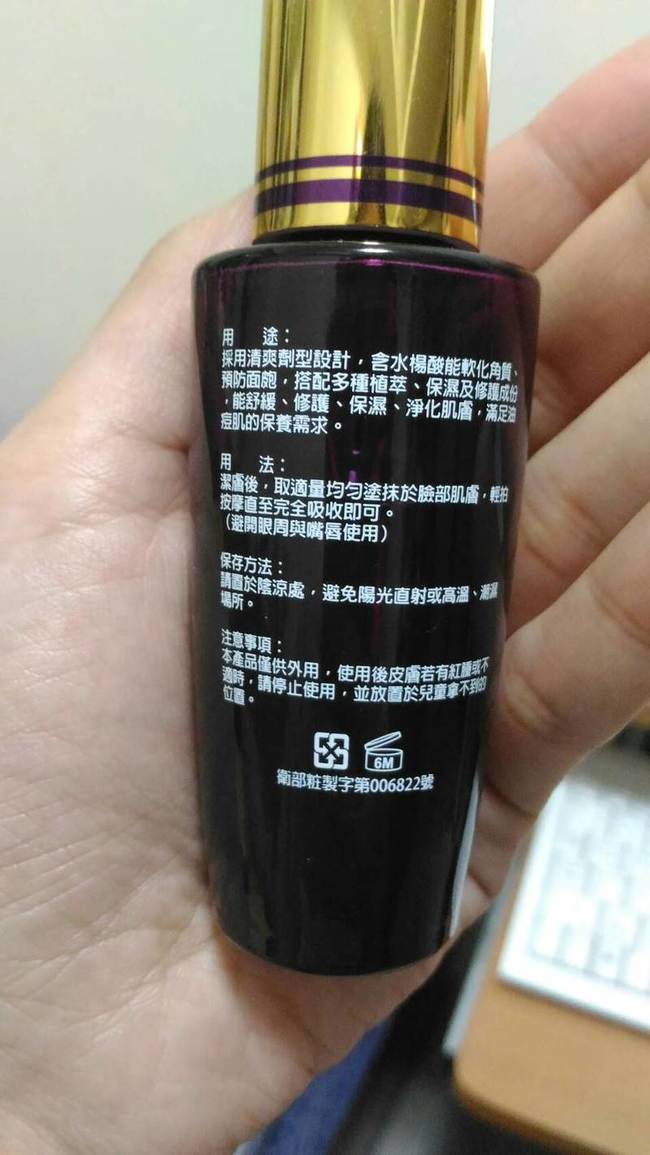 用　途：
採用清爽劑型設計，含水楊酸能軟化角質、
預防面皰，搭配多種植萃、保濕及修護成份
，能舒緩、修護、保濕、淨化肌膚，滿足油
痘肌的保養需求。
用　法：
潔膚後，取適量均勻塗抹於臉部肌膚，輕拍
按摩直至完全吸收即可。
（避開眼周與嘴唇使用）
保存方法：
請置於陰涼處，避免陽光直射或高溫、潮濕
場所。
注意事項：
本產品僅供外用，使用後皮膚若有紅腫或不
適時，請停止使用，並放置於兒童拿不到的
位置。
6M
衛部粧製字第006822號